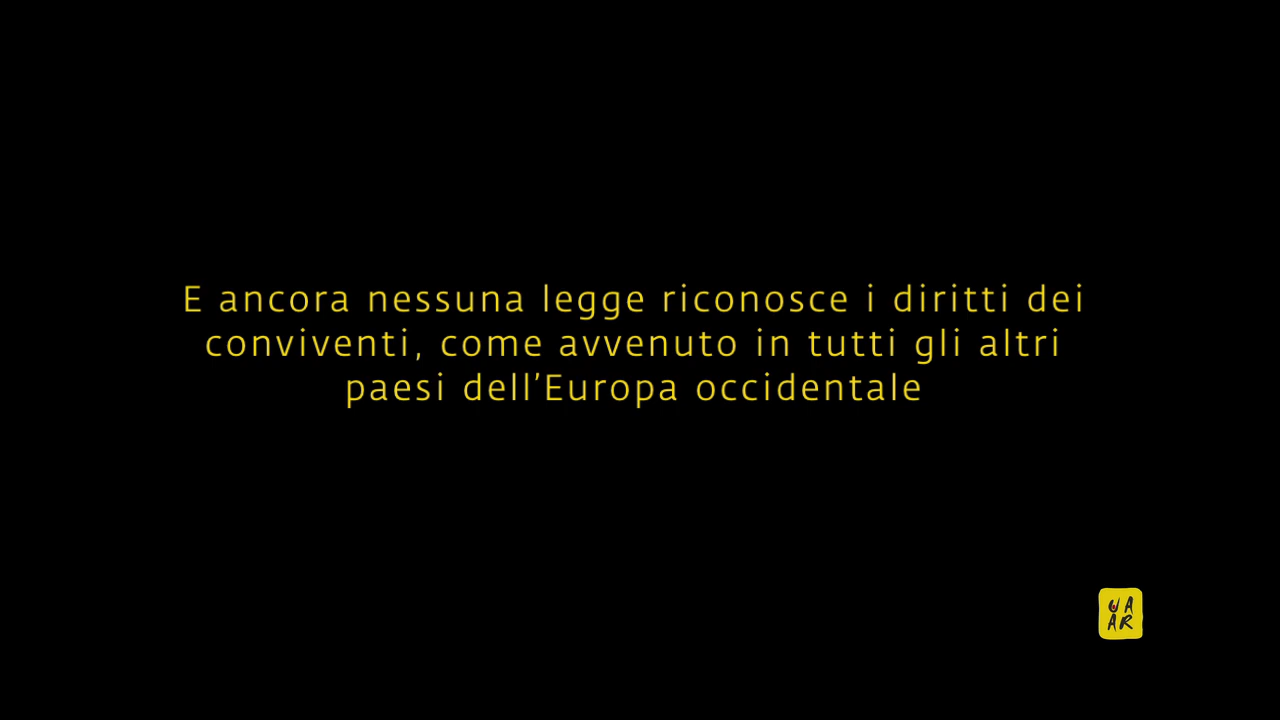 E ancora nessuna legge riconosce i diritti dei
conviventi, come avvenuto in tutti gli altri
paesi dell’Europa occidentale
UA
AR